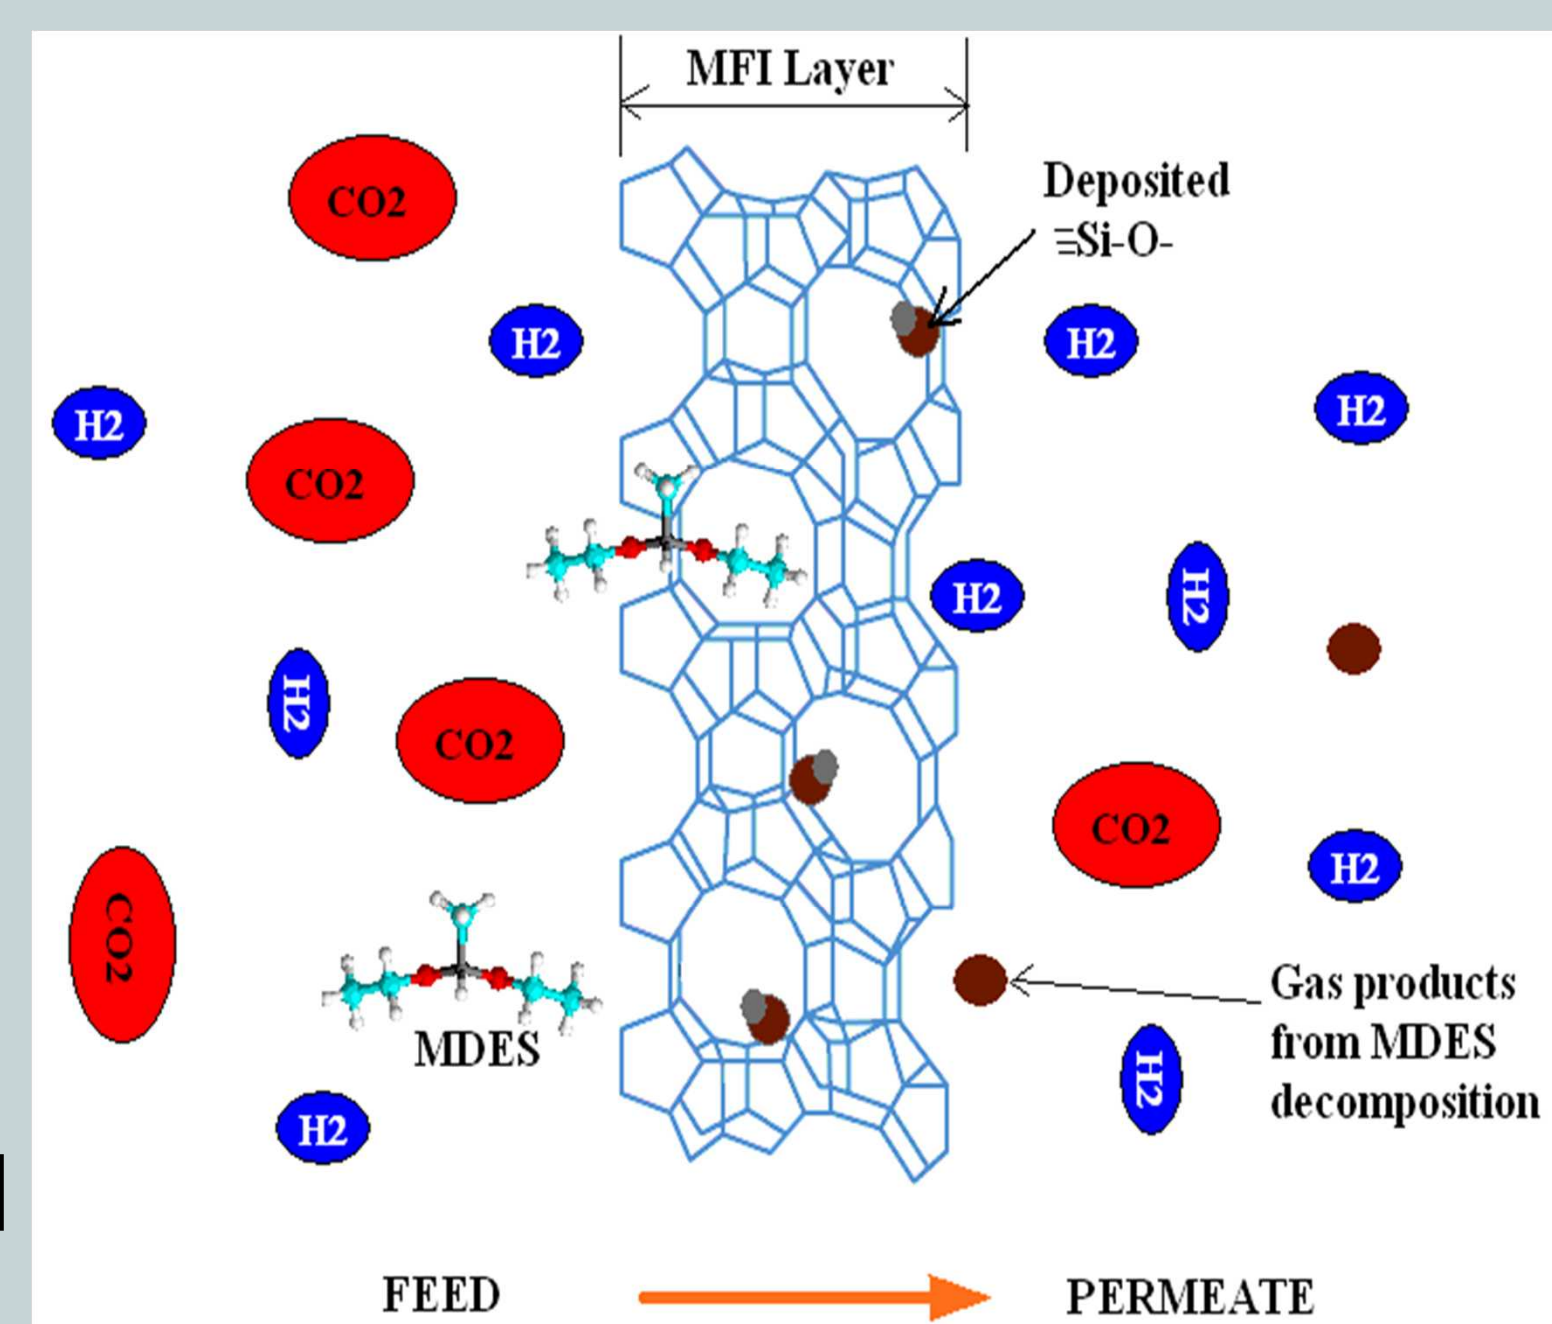 MFI Layer
CO2
Deposited
≡Si-O-
H2
H2
H2
H2
CO2
H2
H2
H2
CO2
CO2
H2
CO2
MDES
Gas products
from MDES
decomposition
H2
H2
FEED
PERMEATE